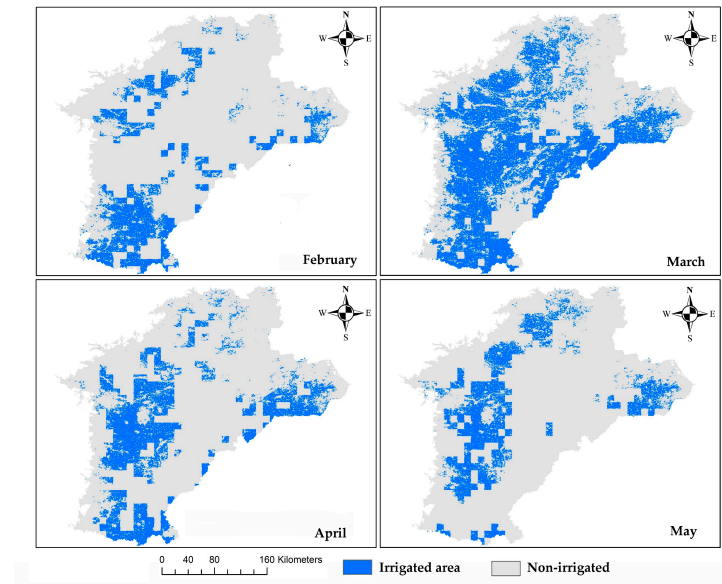 N
W E
S
February
N
W E
S
March
N
W E
S
April
N
W E
S
May
0 40 80 160 Kilometers
Irrigated area
Non-irrigated